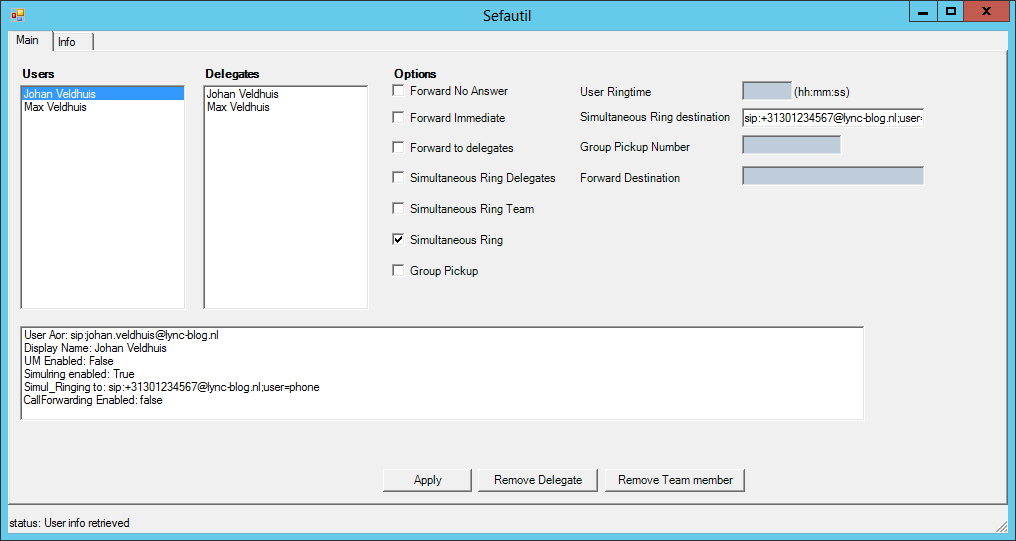 Sefautil
Main Info
Users Delegates Options
Johan Veldhuis
Max Veldhuis
Johan Veldhuis
Max Veldhuis
Forward No Answer
Forward Immediate
Forward to delegates
Simultaneous Ring Delegates
Simultaneous Ring Team
Simultaneous Ring
Group Pickup
User Ringtime (hh:mm:ss)
Simultaneous Ring destination sip:+31301234567@lync-blog.nl;user=
Group Pickup Number
Forward Destination
User Aor: sip:johan.veldhuis@lync-blog.nl
Display Name: Johan Veldhuis
UM Enabled: False
Simulring enabled: True
Simul_Ringing to: sip:+31301234567@lync-blog.nl;user=phone
CallForwarding Enabled: false
Apply Remove Delegate Remove Team member
status: User info retrieved